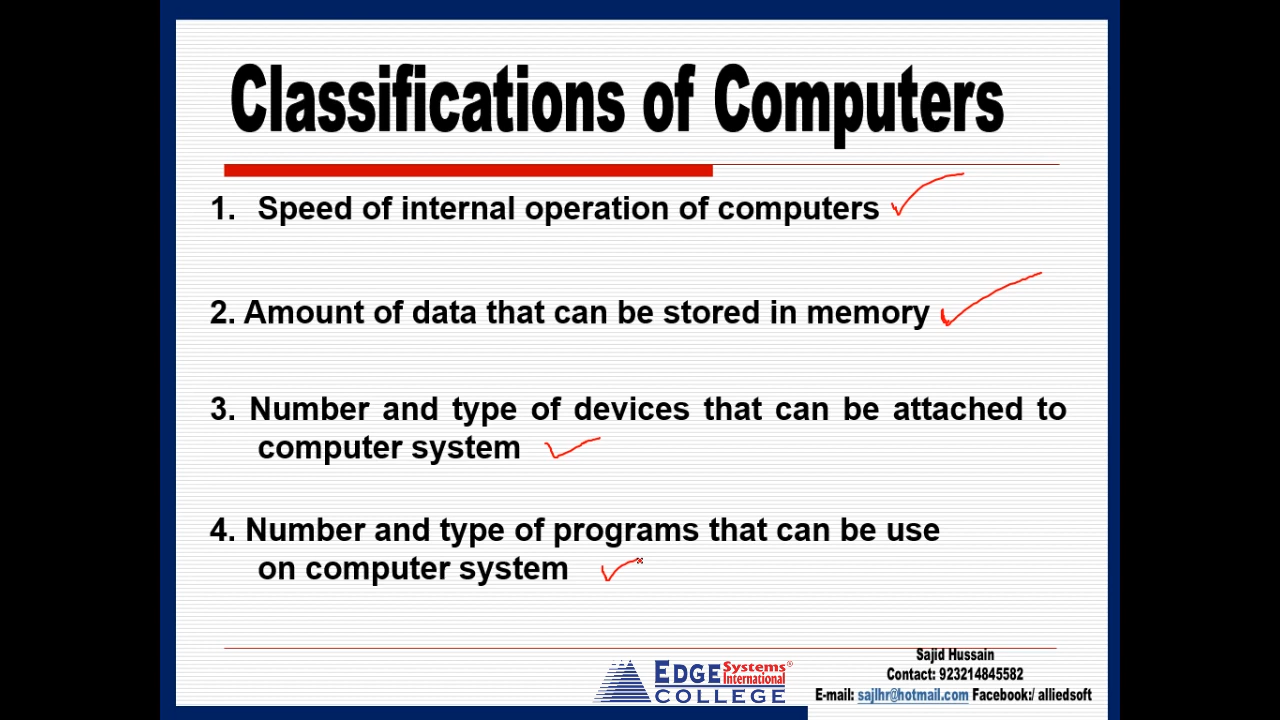 Classifications of Computers
1. Speed of internal operation of computers
2. Amount of data that can be stored in memory
3. Number and type of devices that can be attached to
computer system
4. Number and type of programs that can be use
on computer system
EDGE Systems International®
COLLEGE
Sajid Hussain
Contact: 923214845582
E-mail: sajlhr@hotmail.com Facebook:/ alliedsoft